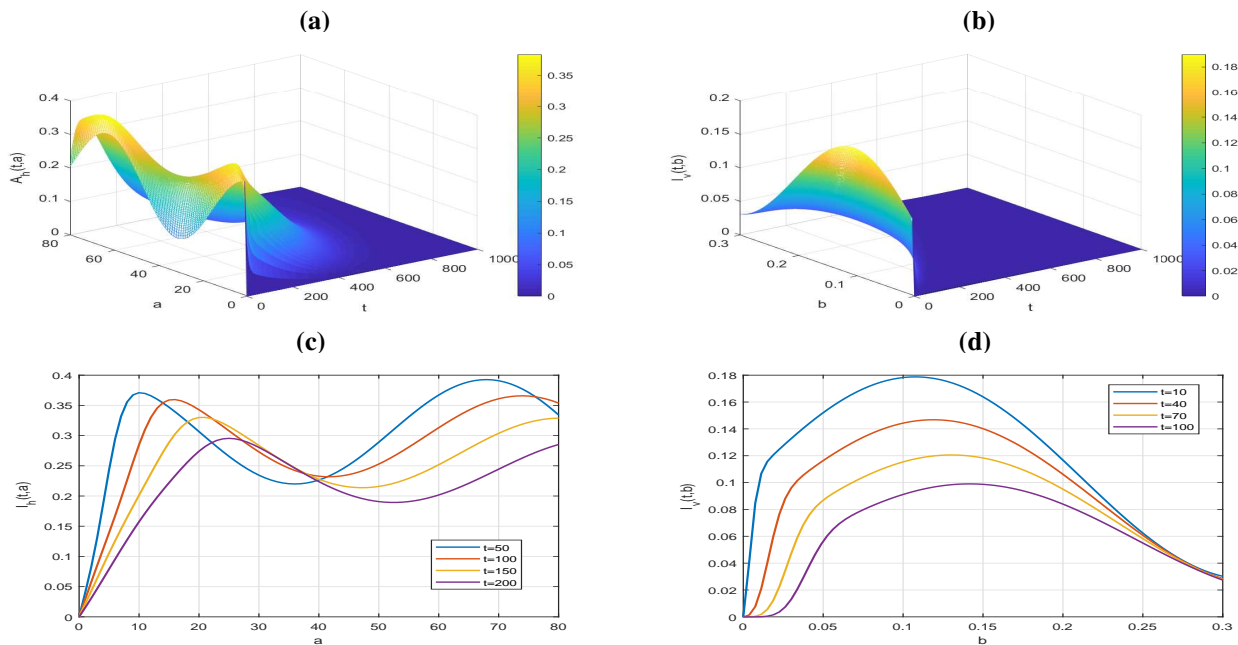 (a)
A_h(t,a)
0.4
0.3
0.2
0.1
0
80
60
40
20
0
a
0
200
400
600
800
1000
t
0.35
0.3
0.25
0.2
0.15
0.1
0.05
0
(b)
I_v(t,b)
0.2
0.15
0.1
0.05
0
0.3
0.2
0.1
0
b
0
200
400
600
800
1000
t
0.18
0.16
0.14
0.12
0.1
0.08
0.06
0.04
0.02
0
(c)
I_h(t,a)
0.4
0.35
0.3
0.25
0.2
0.15
0.1
0.05
0
0 10 20 30 40 50 60 70 80
a
t=50
t=100
t=150
t=200
(d)
I_v(t,b)
0.18
0.16
0.14
0.12
0.1
0.08
0.06
0.04
0.02
0
0 0.05 0.1 0.15 0.2 0.25 0.3
b
t=10
t=40
t=70
t=100